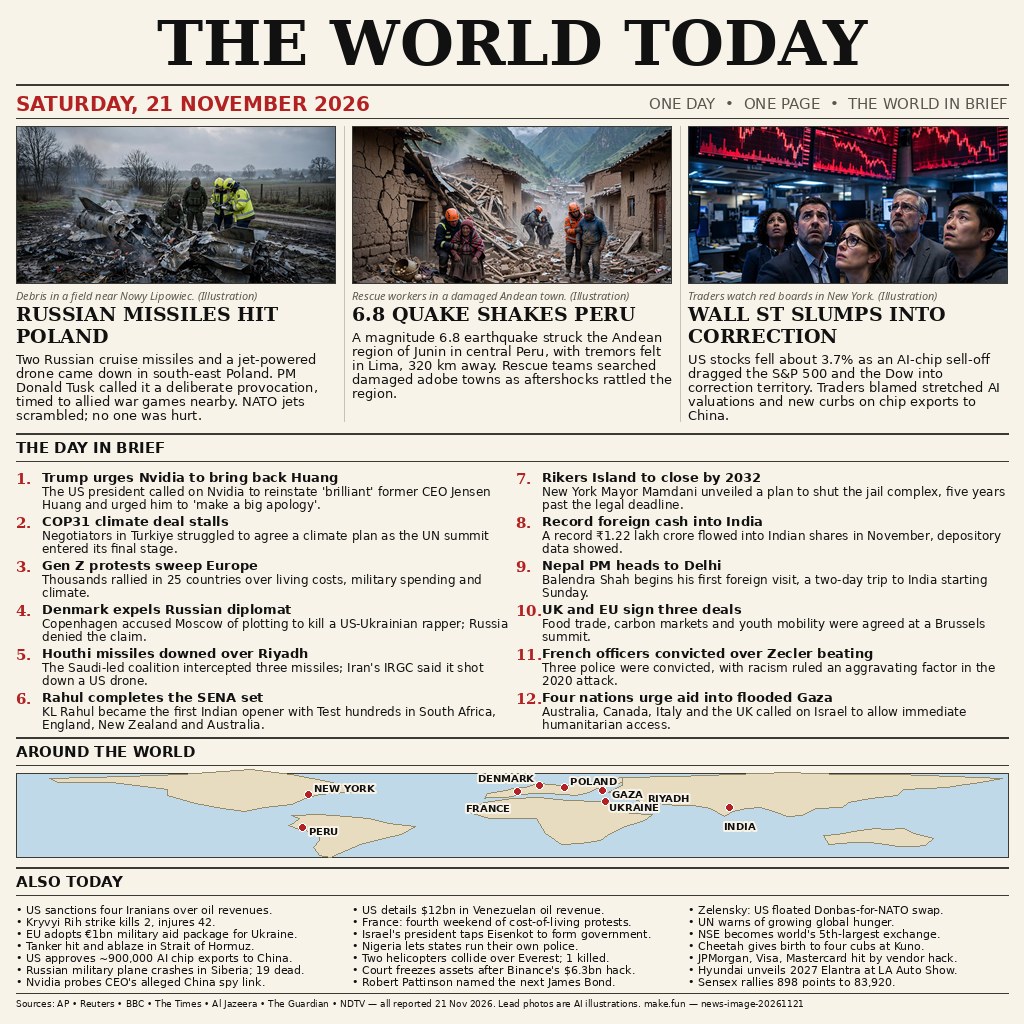 THE WORLD TODAY
SATURDAY, 21 NOVEMBER 2026
ONE DAY • ONE PAGE • THE WORLD IN BRIEF
Debris in a field near Nowy Lipowiec. (Illustration)
RUSSIAN MISSILES HIT
POLAND
Two Russian cruise missiles and a jet-powered
drone came down in south-east Poland. PM
Donald Tusk called it a deliberate provocation,
timed to allied war games nearby. NATO jets
scrambled; no one was hurt.
Rescue workers in a damaged Andean town. (Illustration)
6.8 QUAKE SHAKES PERU
A magnitude 6.8 earthquake struck the Andean
region of Junin in central Peru, with tremors felt
in Lima, 320 km away. Rescue teams searched
damaged adobe towns as aftershocks rattled the
region.
Traders watch red boards in New York. (Illustration)
WALL ST SLUMPS INTO
CORRECTION
US stocks fell about 3.7% as an AI-chip sell-off
dragged the S&P 500 and the Dow into
correction territory. Traders blamed stretched AI
valuations and new curbs on chip exports to
China.
THE DAY IN BRIEF
1. Trump urges Nvidia to bring back Huang
The US president called on Nvidia to reinstate 'brilliant' former CEO Jensen
Huang and urged him to 'make a big apology'.
2. COP31 climate deal stalls
Negotiators in Turkiye struggled to agree a climate plan as the UN summit
entered its final stage.
3. Gen Z protests sweep Europe
Thousands rallied in 25 countries over living costs, military spending and
climate.
4. Denmark expels Russian diplomat
Copenhagen accused Moscow of plotting to kill a US-Ukrainian rapper; Russia
denied the claim.
5. Houthi missiles downed over Riyadh
The Saudi-led coalition intercepted three missiles; Iran's IRGC said it shot
down a US drone.
6. Rahul completes the SENA set
KL Rahul became the first Indian opener with Test hundreds in South Africa,
England, New Zealand and Australia.
7. Rikers Island to close by 2032
New York Mayor Mamdani unveiled a plan to shut the jail complex, five years
past the legal deadline.
8. Record foreign cash into India
A record ₹1.22 lakh crore flowed into Indian shares in November, depository
data showed.
9. Nepal PM heads to Delhi
Balendra Shah begins his first foreign visit, a two-day trip to India starting
Sunday.
10. UK and EU sign three deals
Food trade, carbon markets and youth mobility were agreed at a Brussels
summit.
11. French officers convicted over Zecler beating
Three police were convicted, with racism ruled an aggravating factor in the
2020 attack.
12. Four nations urge aid into flooded Gaza
Australia, Canada, Italy and the UK called on Israel to allow immediate
humanitarian access.
AROUND THE WORLD
DENMARK
POLAND
NEW YORK
GAZA
RIYADH
FRANCE
UKRAINE
PERU
INDIA
ALSO TODAY
• US sanctions four Iranians over oil revenues.
• Kryvyi Rih strike kills 2, injures 42.
• EU adopts €1bn military aid package for Ukraine.
• Tanker hit and ablaze in Strait of Hormuz.
• US approves ~900,000 AI chip exports to China.
• Russian military plane crashes in Siberia; 19 dead.
• Nvidia probes CEO's alleged China spy link.
• US details $12bn in Venezuelan oil revenue.
• France: fourth weekend of cost-of-living protests.
• Israel's president taps Eisenkot to form government.
• Nigeria lets states run their own police.
• Two helicopters collide over Everest; 1 killed.
• Court freezes assets after Binance's $6.3bn hack.
• Robert Pattinson named the next James Bond.
• Zelensky: US floated Donbas-for-NATO swap.
• UN warns of growing global hunger.
• NSE becomes world's 5th-largest exchange.
• Cheetah gives birth to four cubs at Kuno.
• JPMorgan, Visa, Mastercard hit by vendor hack.
• Hyundai unveils 2027 Elantra at LA Auto Show.
• Sensex rallies 898 points to 83,920.
Sources: AP • Reuters • BBC • The Times • Al Jazeera • The Guardian • NDTV — all reported 21 Nov 2026. Lead photos are AI illustrations. make.fun — news-image-20261121